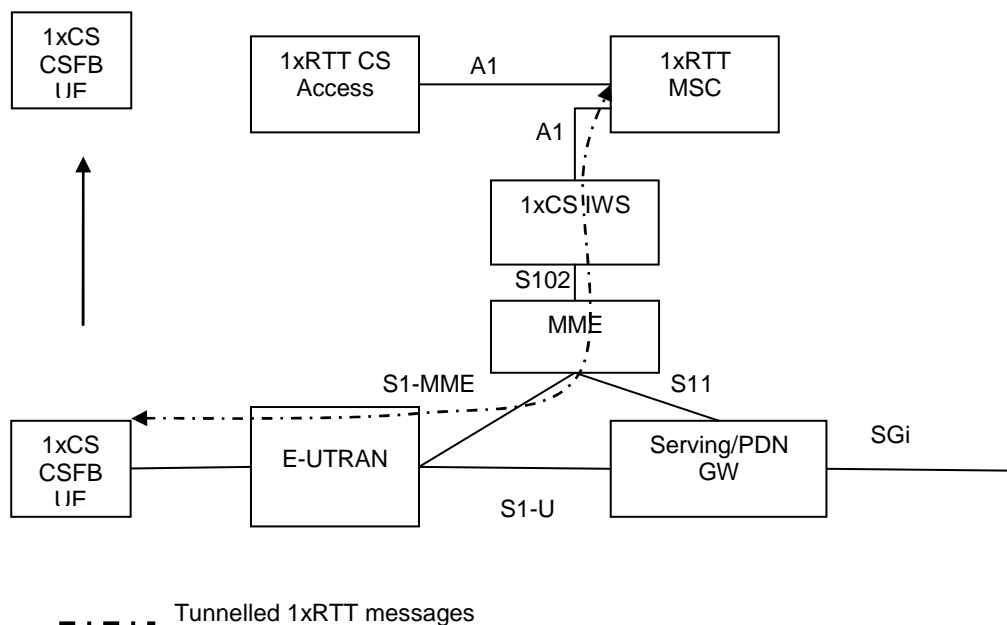 1xCS
CSFB
UE
1xRTT CS
Access
A1
1xRTT
MSC
A1
1xCS IWS
S102
MME
S1-MME
S11
1xCS
CSFB
UE
E-UTRAN
Serving/PDN
GW
SGi
S1-U
Tunnelled 1xRTT messages